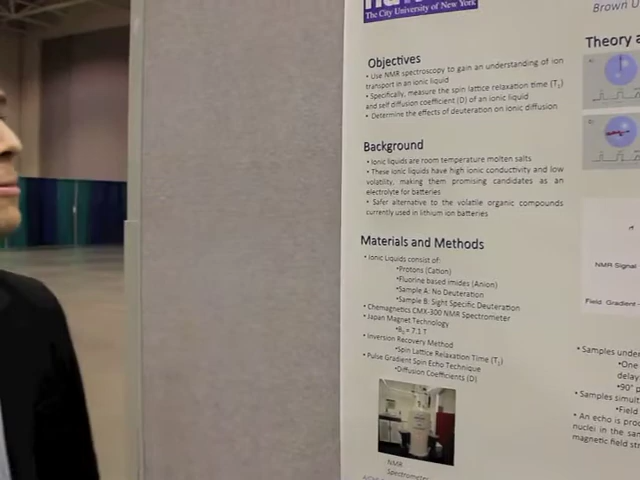 The City University of New York
Brown U
Objectives
• Use NMR spectroscopy to gain an understanding of ion
transport in an ionic liquid
• Specifically, measure the spin lattice relaxation time (T1)
and self diffusion coefficient (D) of an ionic liquid
• Determine the effects of deuteration on ionic diffusion
Background
• Ionic liquids are room temperature molten salts
• These ionic liquids have high ionic conductivity and low
volatility, making them promising candidates as an
electrolyte for batteries
• Safer alternative to the volatile organic compounds
currently used in lithium ion batteries
Materials and Methods
• Ionic Liquids consist of:
•Protons (Cation)
•Fluorine based imides (Anion)
•Sample A: No Deuteration
•Sample B: Sight Specific Deuteration
• Chemagnetics CMX-300 NMR Spectrometer
• Japan Magnet Technology
•B0 = 7.1 T
• Inversion Recovery Method
•Spin Lattice Relaxation Time (T1)
• Pulse Gradient Spin Echo Technique
•Diffusion Coefficients (D)
NMR
Spectrometer
Theory a
rf
NMR Signal
Field Gradient
• Samples unde
•One
delay
•90° p
• Samples simult
•Field
• An echo is proc
nuclei in the san
magnetic field str